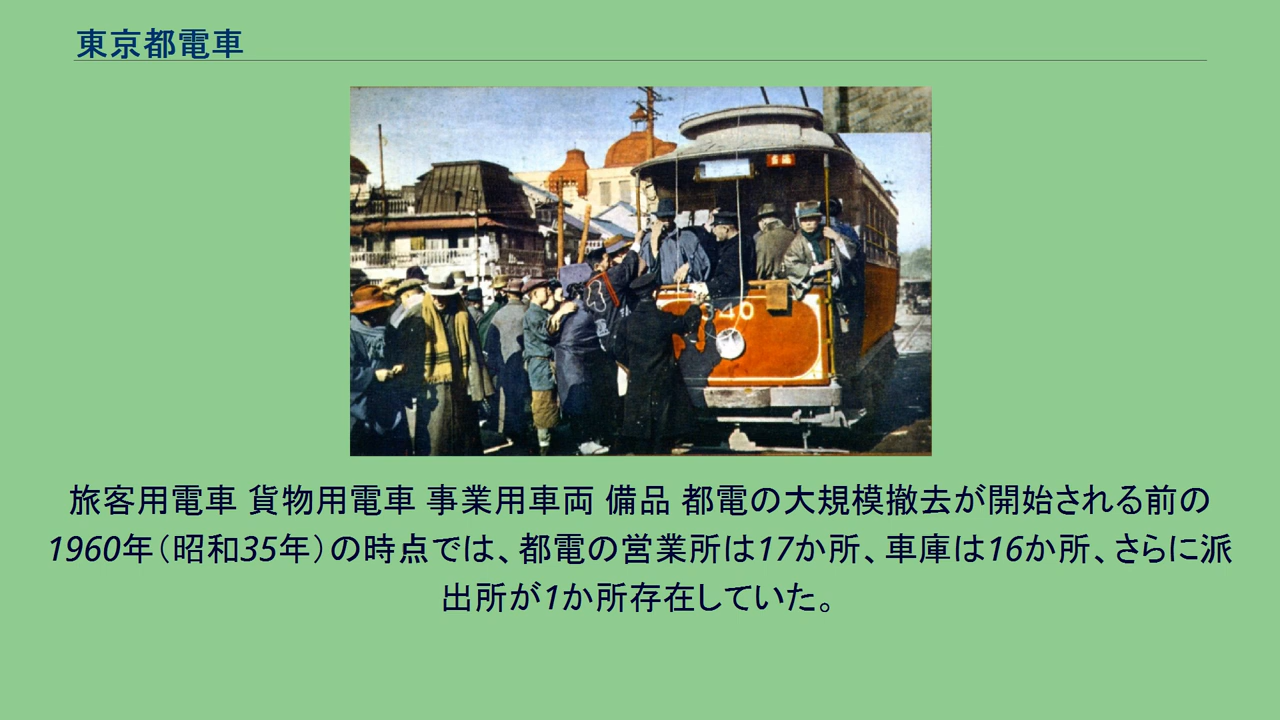 東京都電車
340
旅客用電車 貨物用電車 事業用車両 備品 都電の大規模撤去が開始される前の
1960年（昭和35年）の時点では、都電の営業所は17か所、車庫は16か所、さらに派
出所が1か所存在していた。